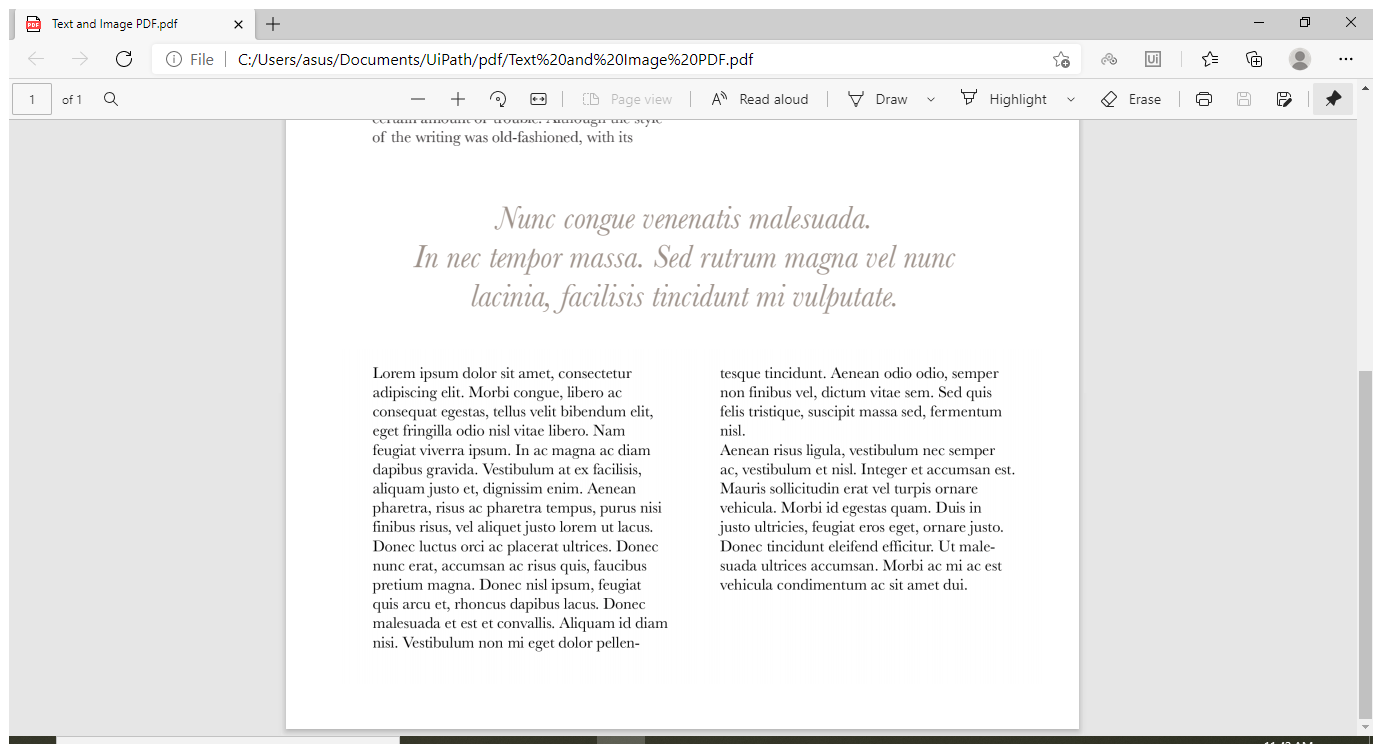 Text and Image PDF.pdf
File | C:/Users/asus/Documents/UiPath/pdf/Text%20and%20Image%20PDF.pdf
1 of 1 Page view Read aloud Draw Highlight Erase
certain amount of trouble. Although the style
of the writing was old-fashioned, with its
Nunc congue venenatis malesuada.
In nec tempor massa. Sed rutrum magna vel nunc
lacinia, facilisis tincidunt mi vulputate.
Lorem ipsum dolor sit amet, consectetur
adipiscing elit. Morbi congue, libero ac
consequat egestas, tellus velit bibendum elit,
eget fringilla odio nisl vitae libero. Nam
feugiat viverra ipsum. In ac magna ac diam
dapibus gravida. Vestibulum at ex facilisis,
aliquam justo et, dignissim enim. Aenean
pharetra, risus ac pharetra tempus, purus nisi
finibus risus, vel aliquet justo lorem ut lacus.
Donec luctus orci ac placerat ultrices. Donec
nunc erat, accumsan ac risus quis, faucibus
pretium magna. Donec nisl ipsum, feugiat
quis arcu et, rhoncus dapibus lacus. Donec
malesuada et est et convallis. Aliquam id diam
nisi. Vestibulum non mi eget dolor pellen-
tesque tincidunt. Aenean odio odio, semper
non finibus vel, dictum vitae sem. Sed quis
felis tristique, suscipit massa sed, fermentum
nisl.
Aenean risus ligula, vestibulum nec semper
ac, vestibulum et nisl. Integer et accumsan est.
Mauris sollicitudin erat vel turpis ornare
vehicula. Morbi id egestas quam. Duis in
justo ultricies, feugiat eros eget, ornare justo.
Donec tincidunt eleifend efficitur. Ut male-
suada ultrices accumsan. Morbi ac mi ac est
vehicula condimentum ac sit amet dui.